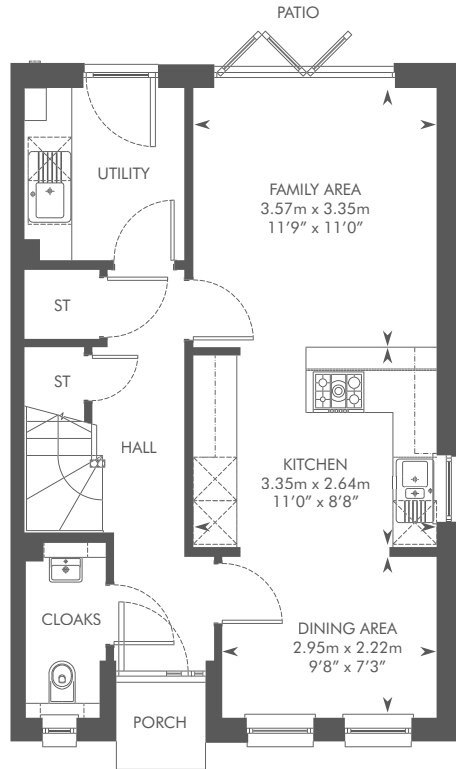 PATIO
UTILITY
FAMILY AREA
3.57m x 3.35m
11’9” x 11’0”
ST
ST
HALL
KITCHEN
3.35m x 2.64m
11’0” x 8’8”
CLOAKS
DINING AREA
2.95m x 2.22m
9’8” x 7’3”
PORCH